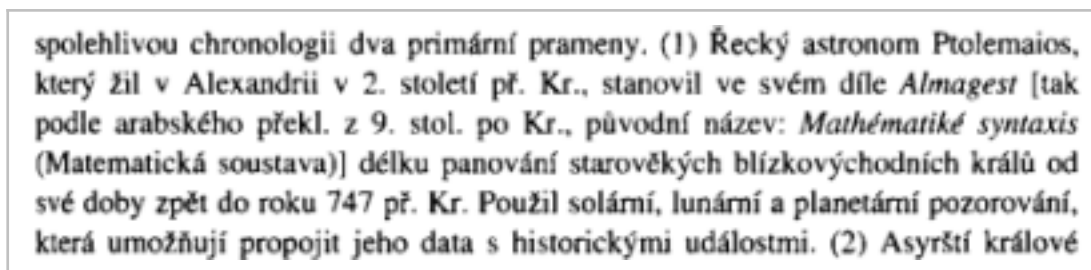 spolehlivou chronologii dva primární prameny. (1) Řecký astronom Ptolemaios,
který žil v Alexandrii v 2. století př. Kr., stanovil ve svém díle Almagest [tak
podle arabského překl. z 9. stol. po Kr., původní název: Mathématiké syntaxis
(Matematická soustava)] délku panování starověkých blízkovýchodních králů od
své doby zpět do roku 747 př. Kr. Použil solární, lunární a planetární pozorování,
která umožňují propojit jeho data s historickými událostmi. (2) Asyrští králové